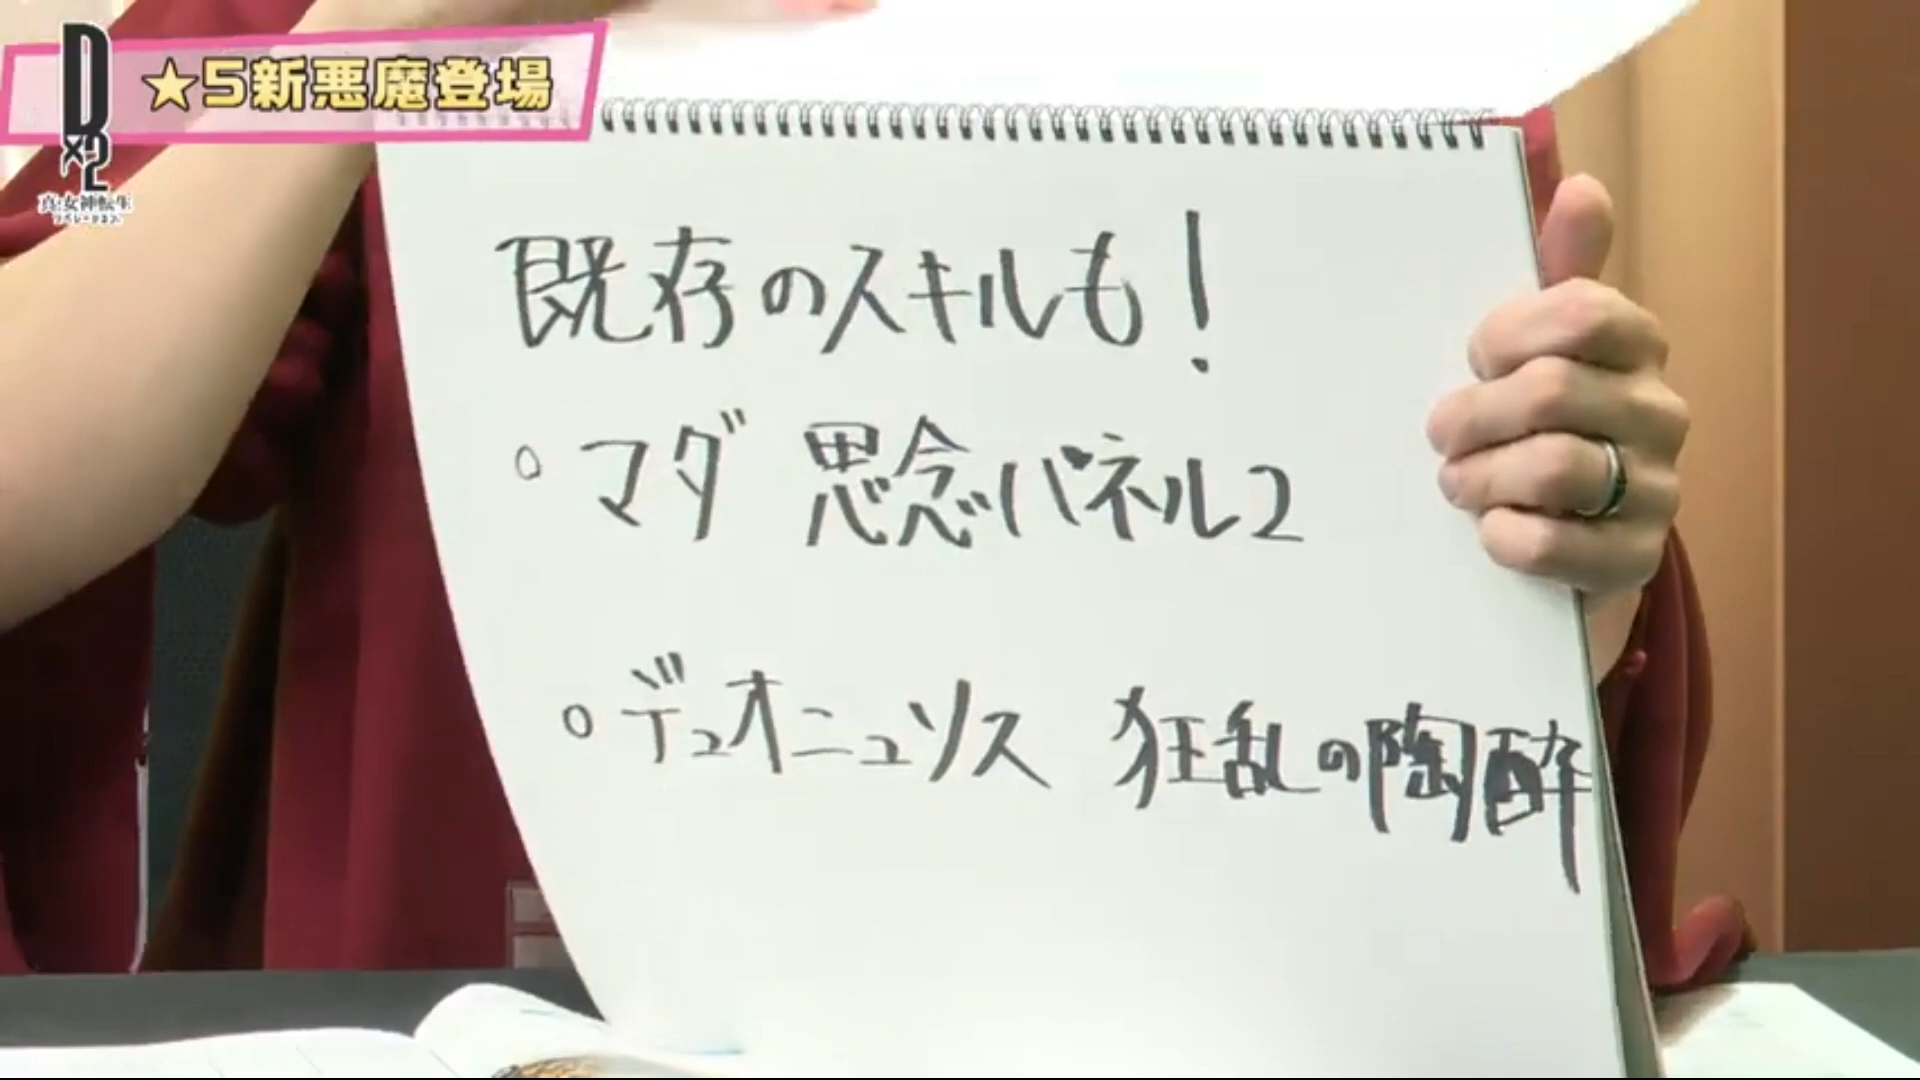 ★5新悪魔登場
D×2
真・女神転生
既存のスキルも！
○マダ 思念パネル2
○デュオニュソス 狂乱の陶酔